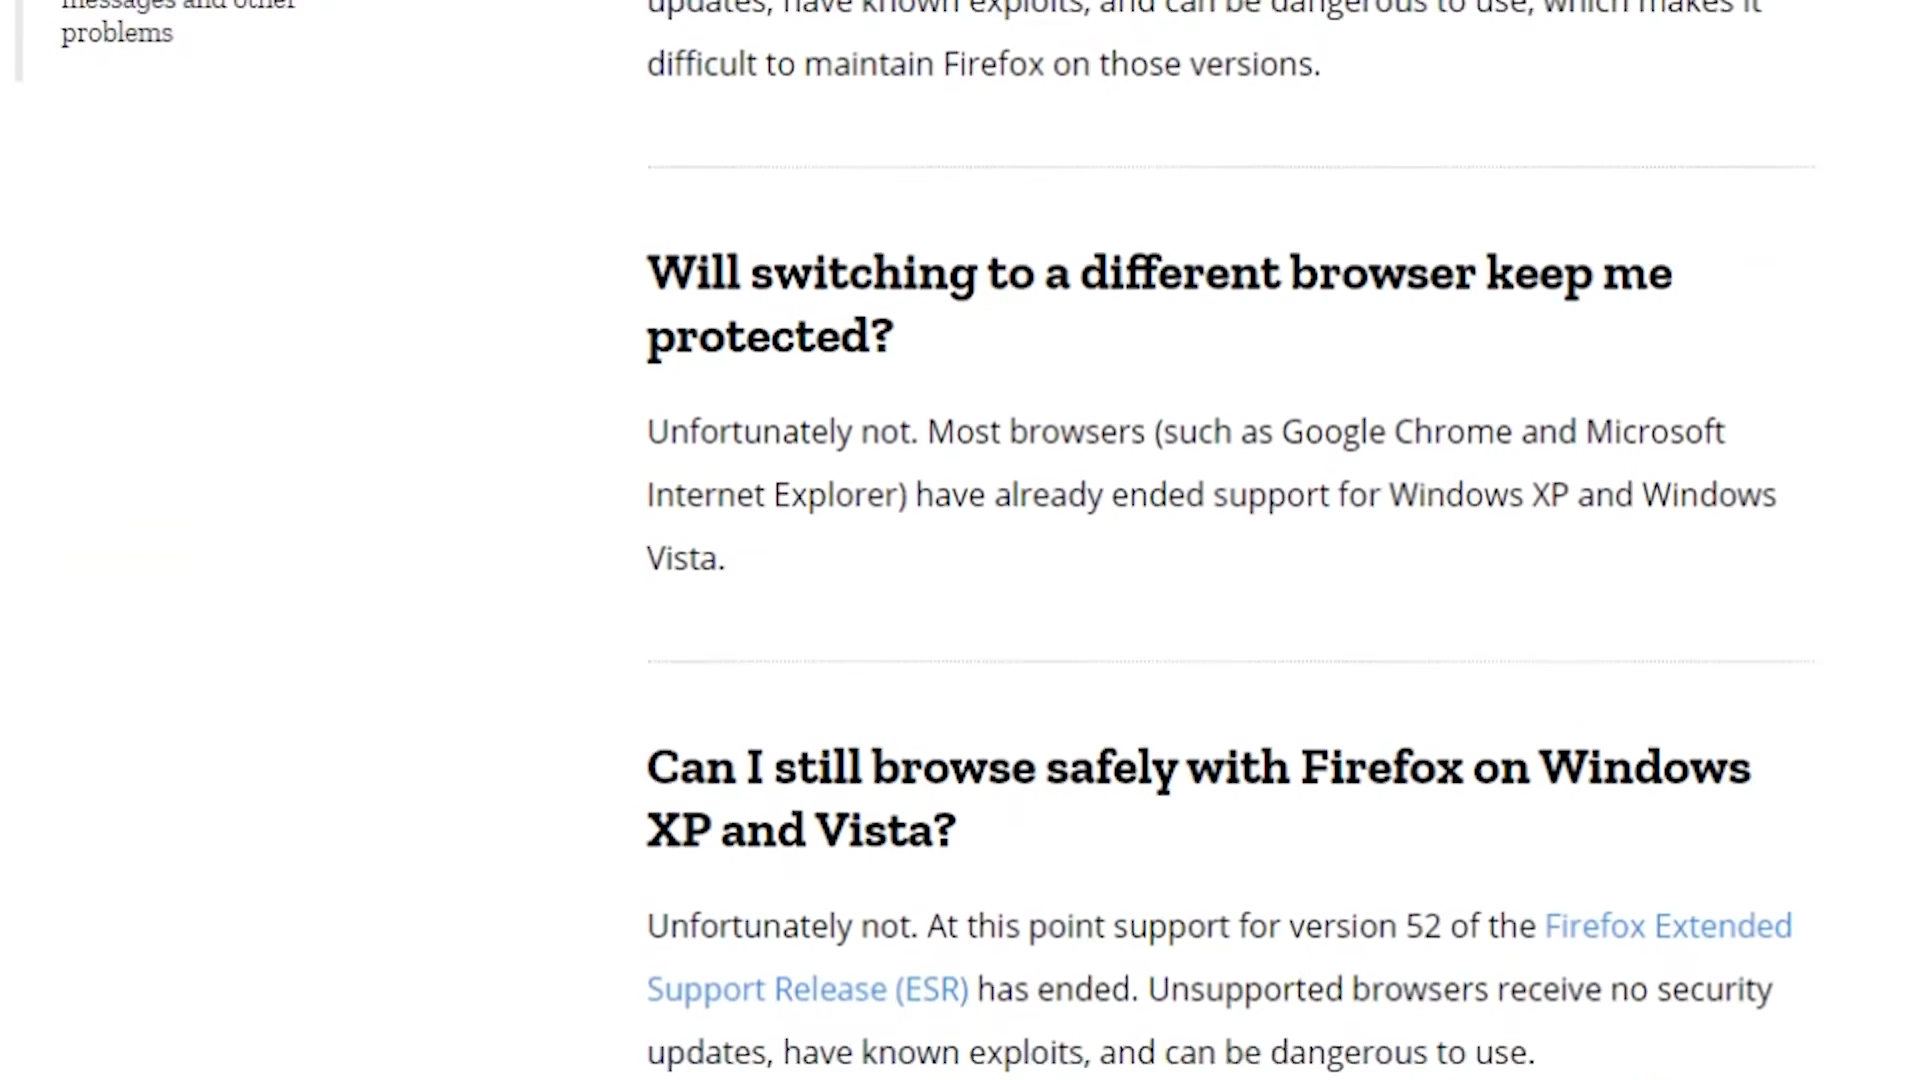 messages and other
problems
updates, have known exploits, and can be dangerous to use, which makes it
difficult to maintain Firefox on those versions.
Will switching to a different browser keep me
protected?
Unfortunately not. Most browsers (such as Google Chrome and Microsoft
Internet Explorer) have already ended support for Windows XP and Windows
Vista.
Can I still browse safely with Firefox on Windows
XP and Vista?
Unfortunately not. At this point support for version 52 of the Firefox Extended
Support Release (ESR) has ended. Unsupported browsers receive no security
updates, have known exploits, and can be dangerous to use.